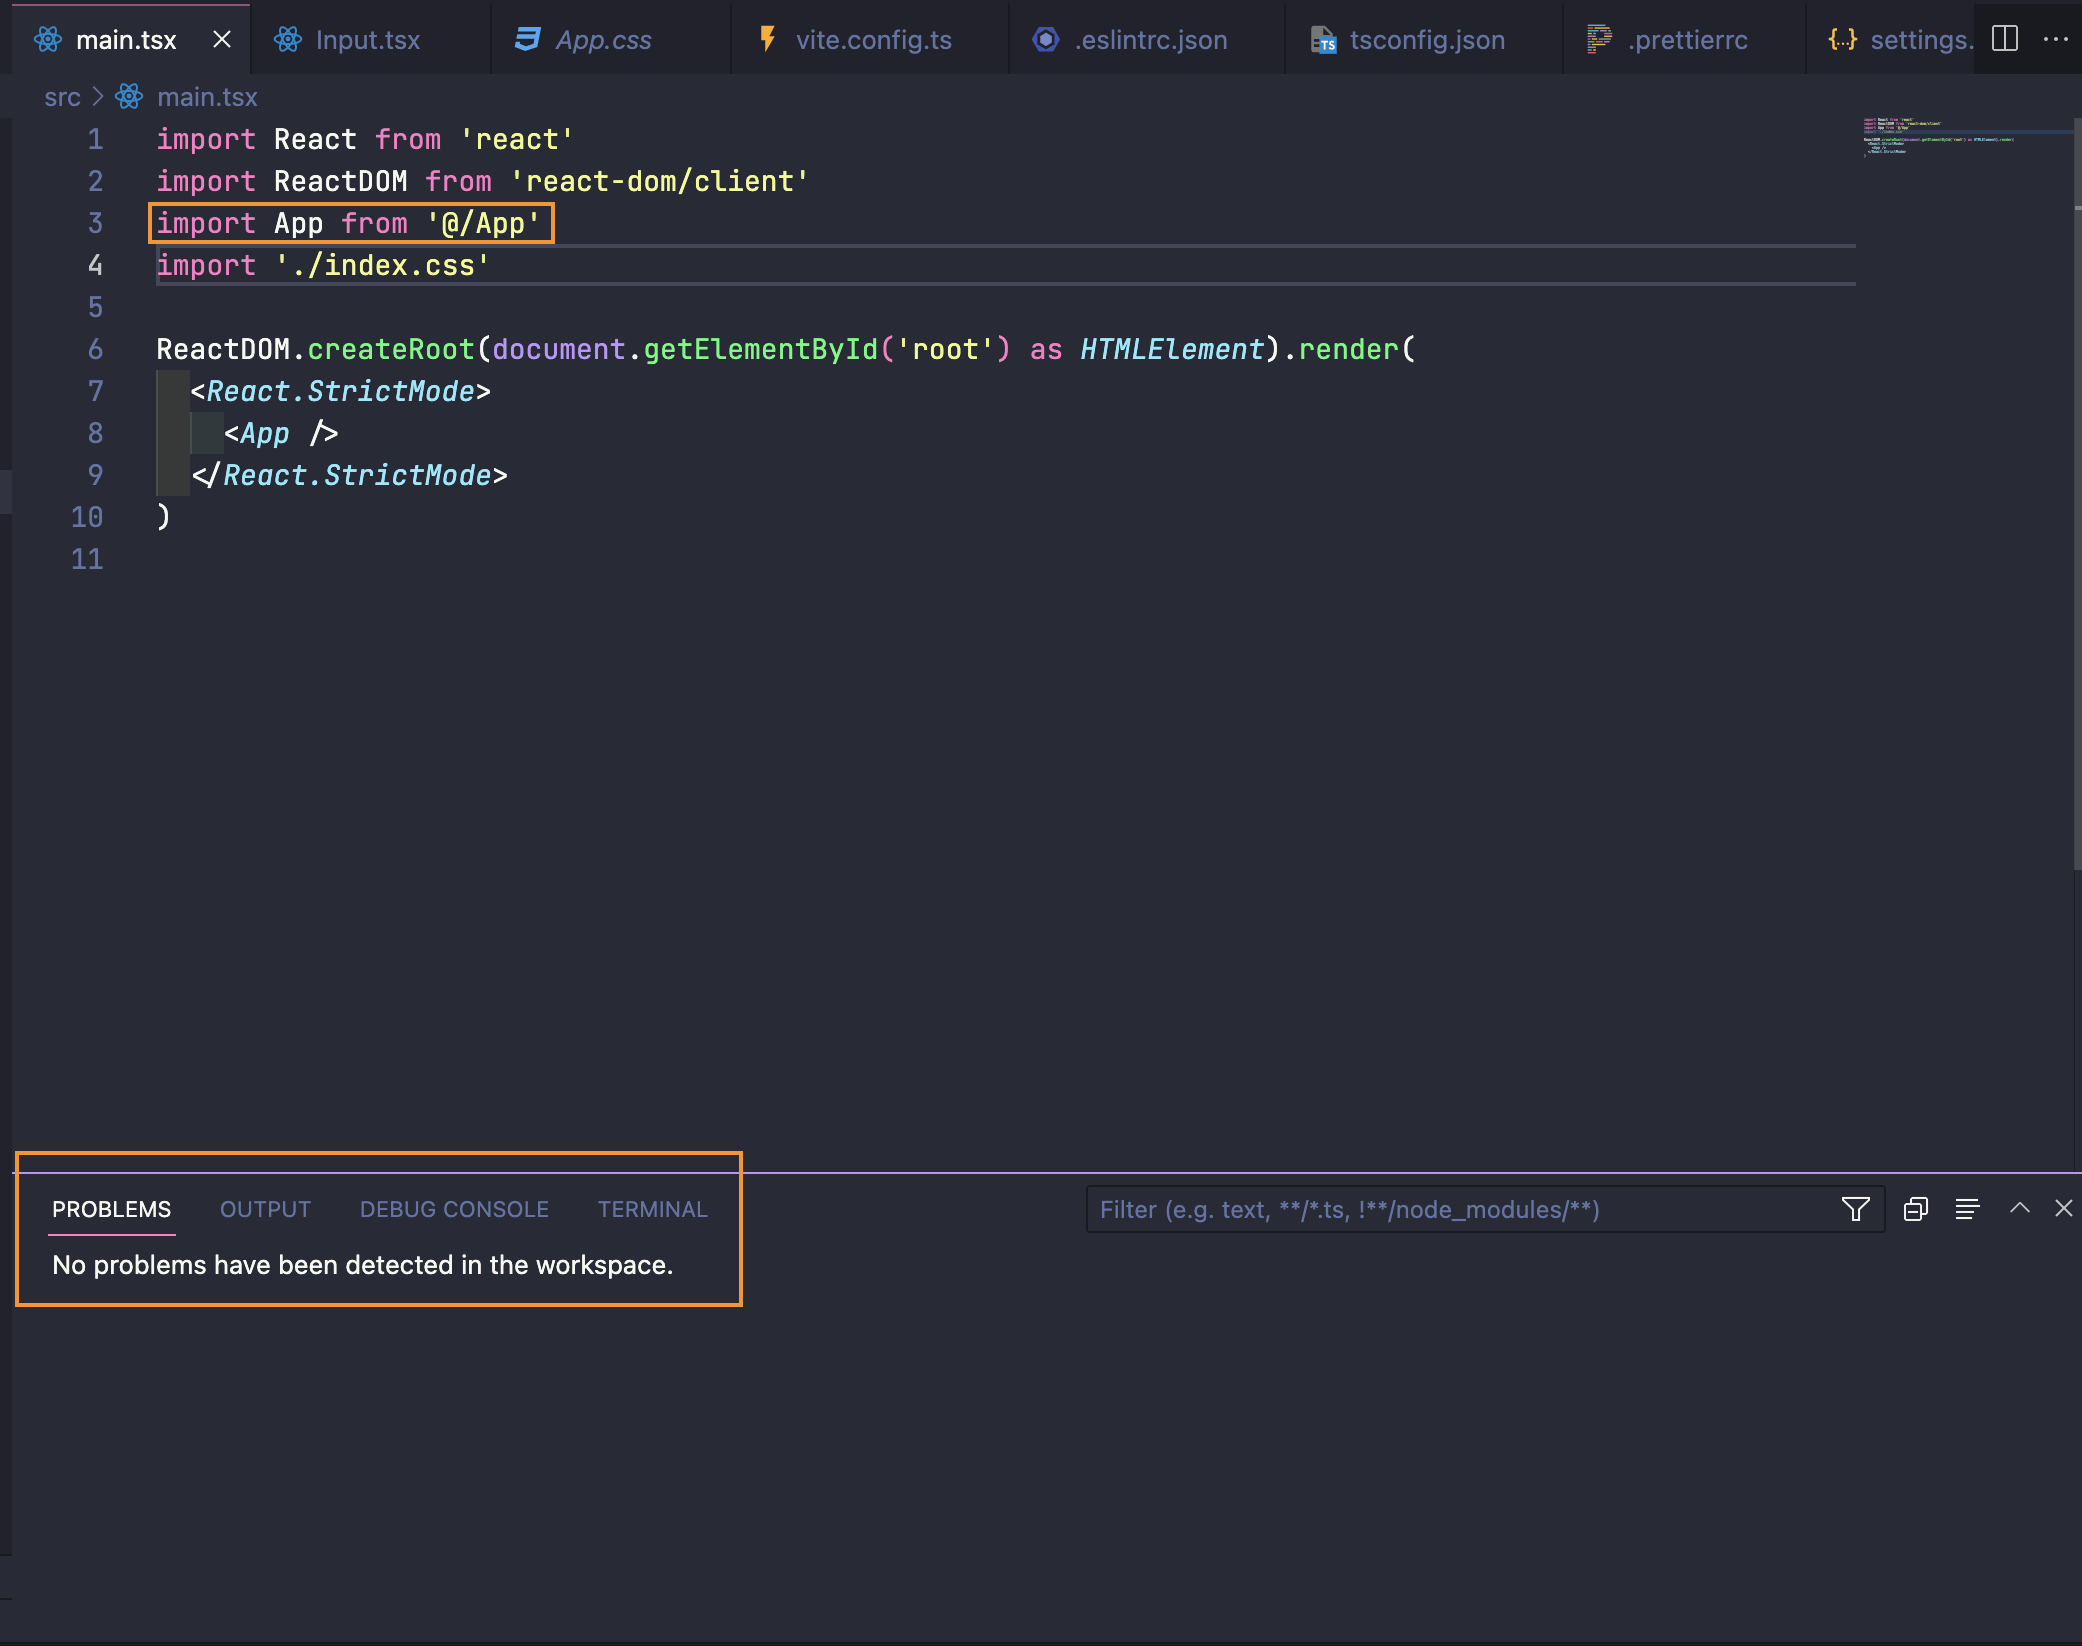 main.tsx Input.tsx App.css vite.config.ts .eslintrc.json tsconfig.json .prettierrc {...} settings.
src > main.tsx
1 import React from 'react'
2 import ReactDOM from 'react-dom/client'
3 import App from '@/App'
4 import './index.css'
5
6 ReactDOM.createRoot(document.getElementById('root') as HTMLElement).render(
7 <React.StrictMode>
8 <App />
9 </React.StrictMode>
10 )
11
PROBLEMS OUTPUT DEBUG CONSOLE TERMINAL Filter (e.g. text, **/*.ts, !**/node_modules/**)
No problems have been detected in the workspace.